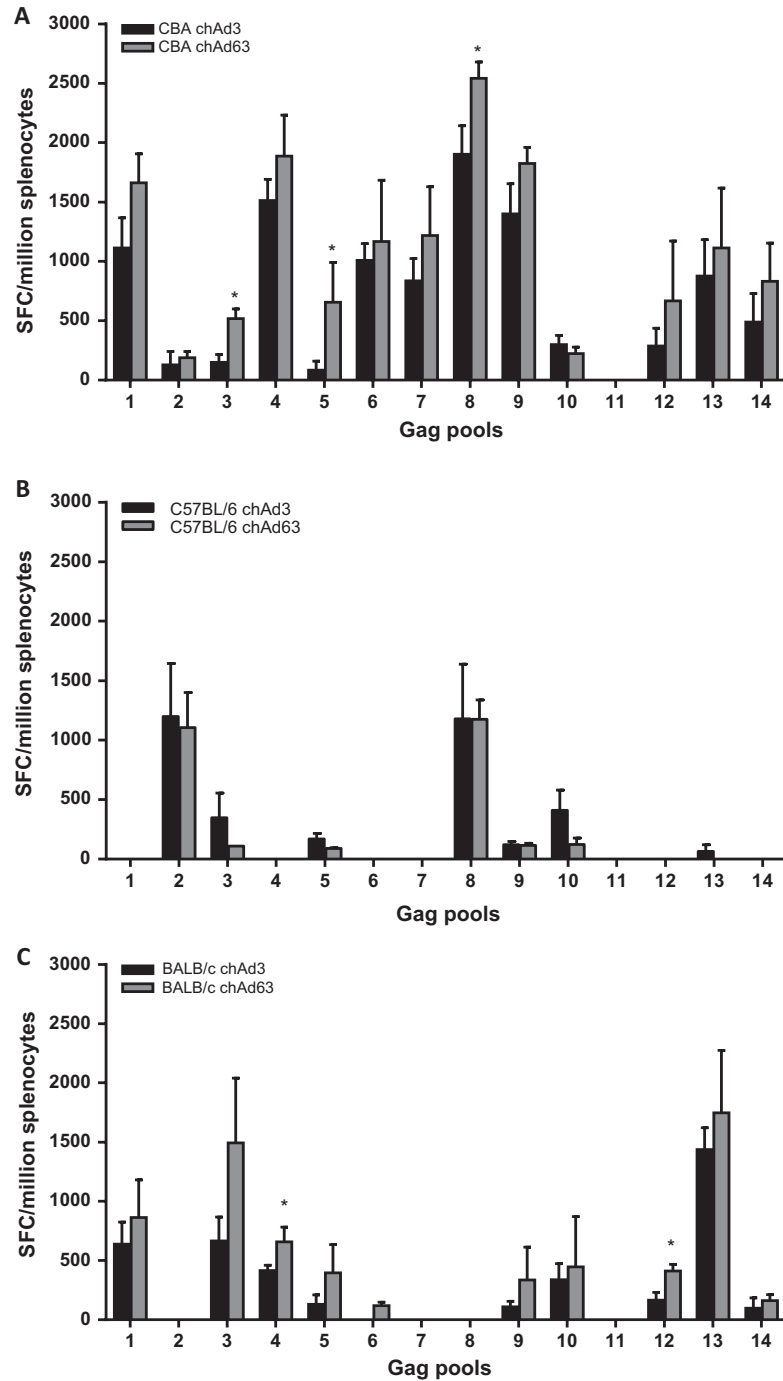 A
CBA chAd3
CBA chAd63
SFC/million splenocytes
3000
2500
2000
1500
1000
500
0
* * *
1 2 3 4 5 6 7 8 9 10 11 12 13 14
Gag pools
B
C57BL/6 chAd3
C57BL/6 chAd63
SFC/million splenocytes
3000
2500
2000
1500
1000
500
0
1 2 3 4 5 6 7 8 9 10 11 12 13 14
Gag pools
C
BALB/c chAd3
BALB/c chAd63
SFC/million splenocytes
3000
2500
2000
1500
1000
500
0
* *
1 2 3 4 5 6 7 8 9 10 11 12 13 14
Gag pools